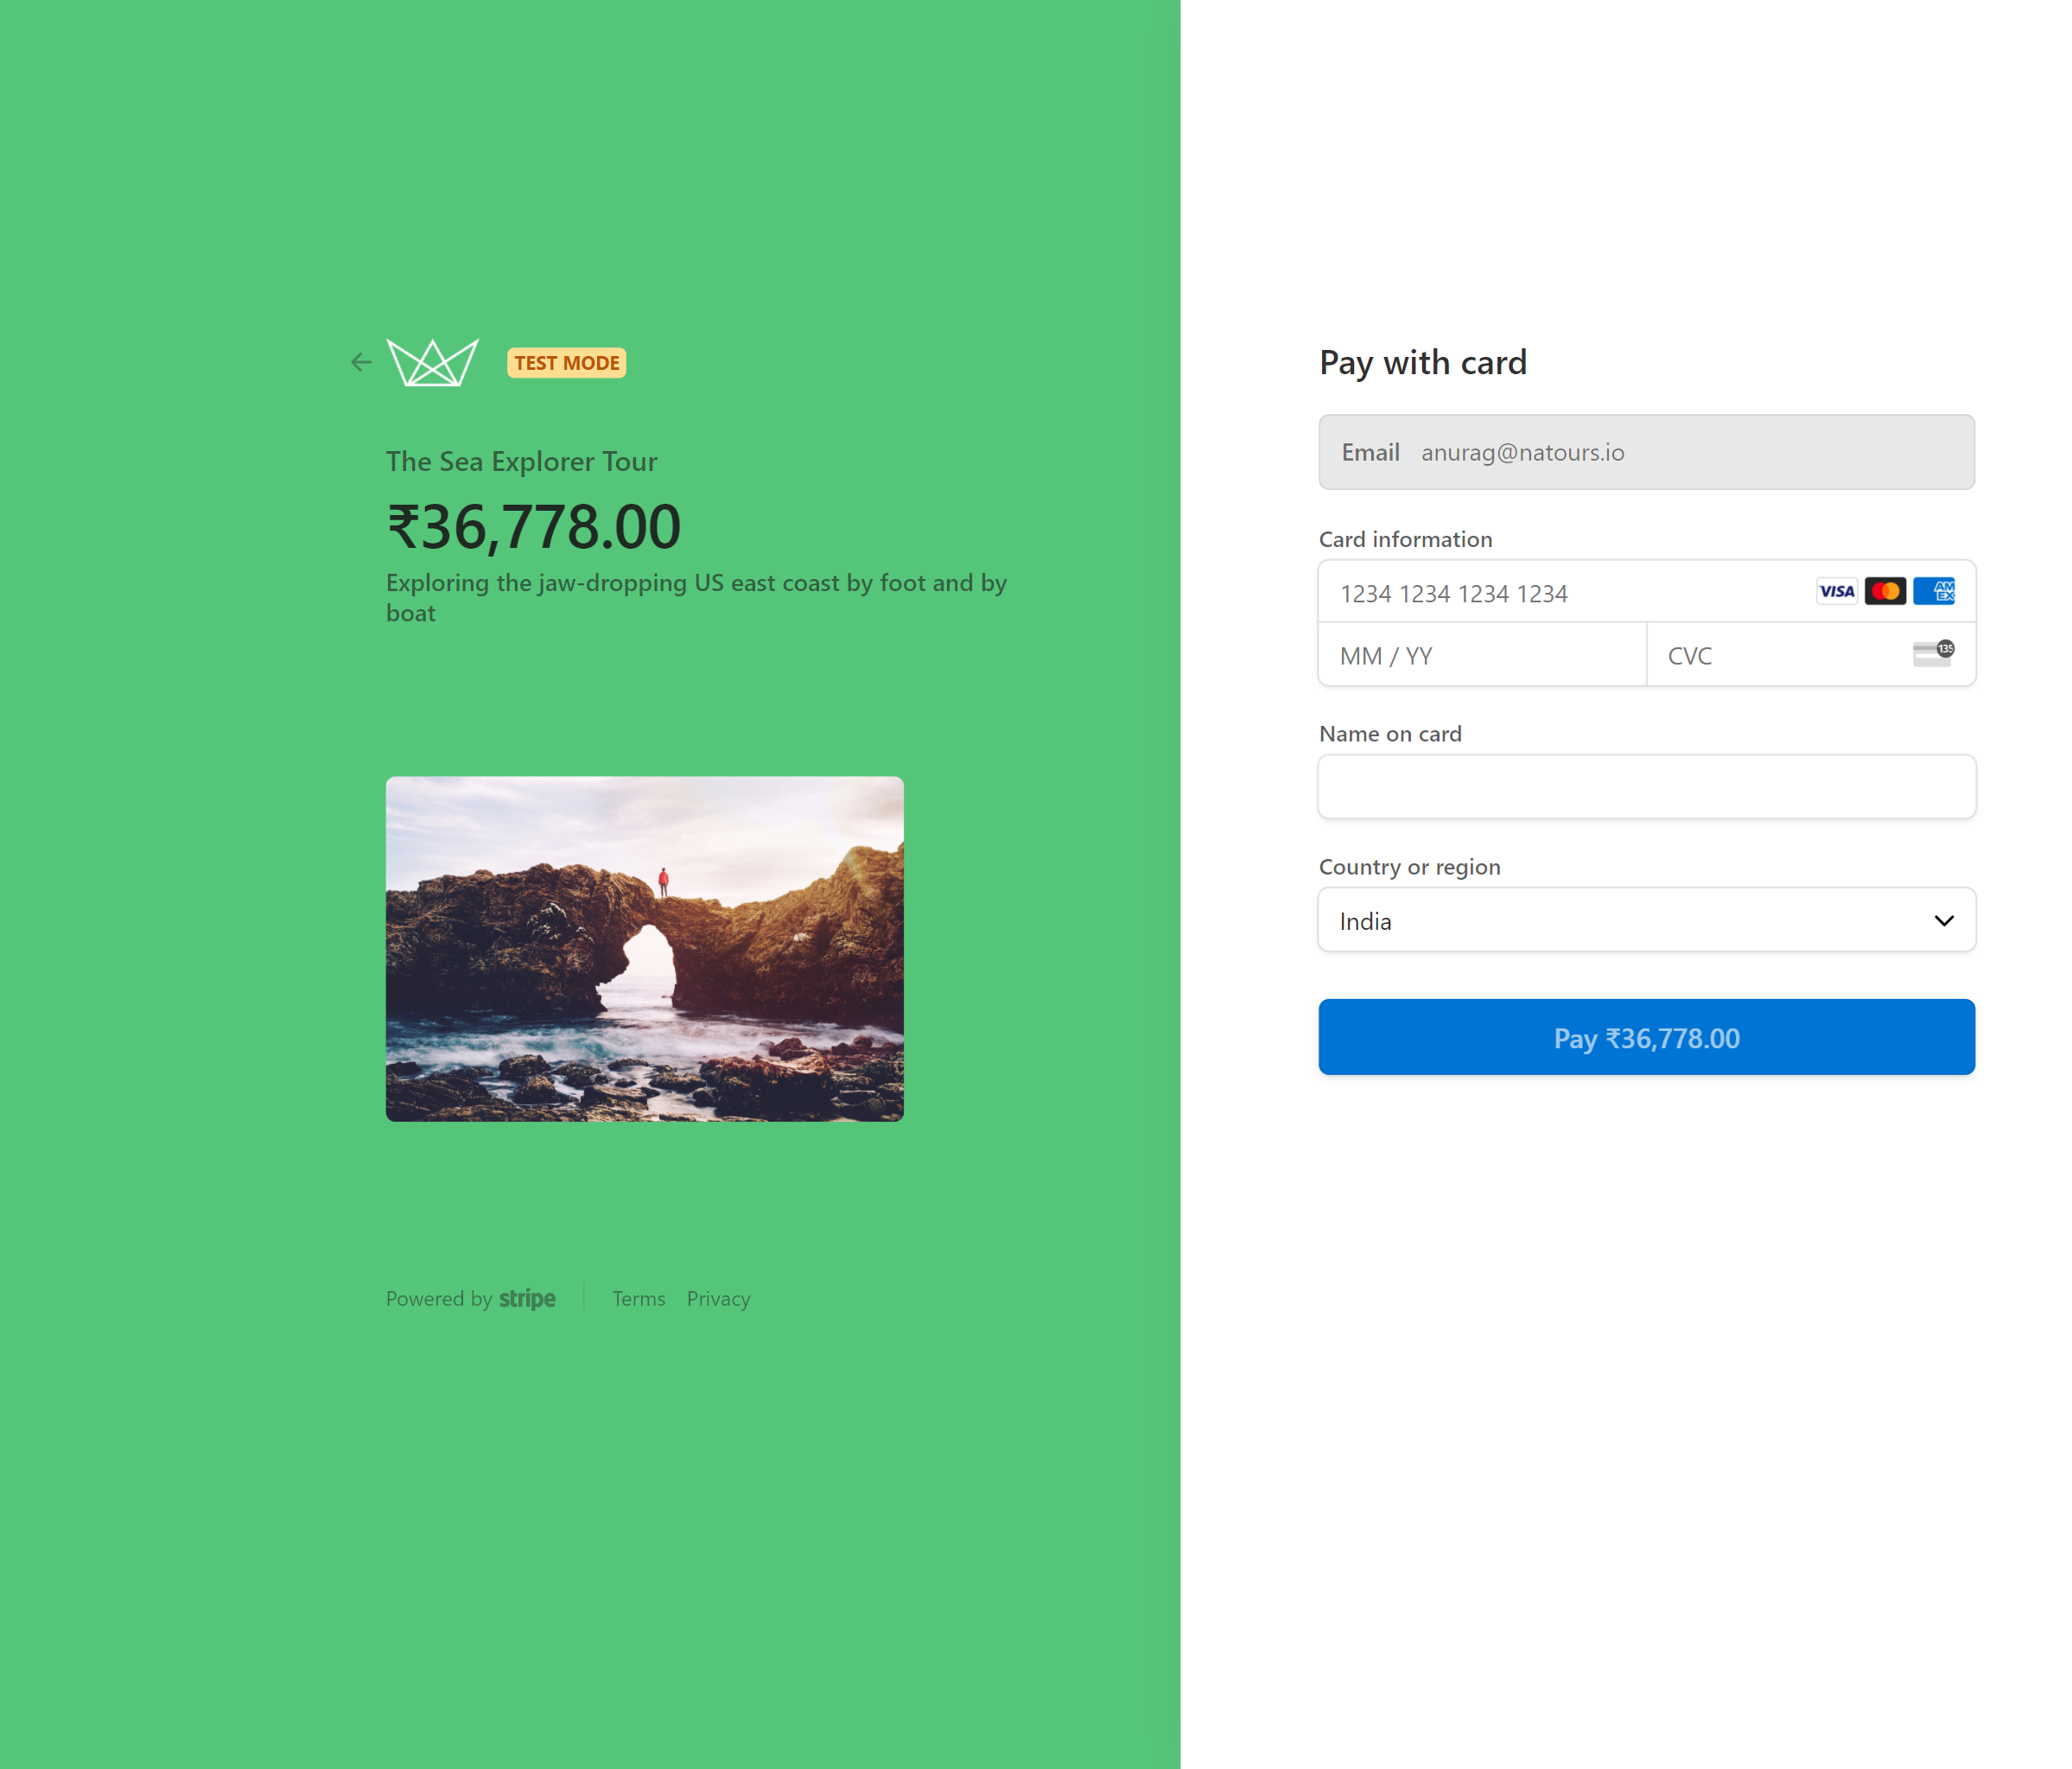 TEST MODE
The Sea Explorer Tour
₹36,778.00
Exploring the jaw-dropping US east coast by foot and by
boat
Powered by stripe
Terms Privacy
Pay with card
Email anurag@natours.io
Card information
1234 1234 1234 1234 VISA AMEX
MM / YY CVC 135
Name on card
Country or region
India
Pay ₹36,778.00